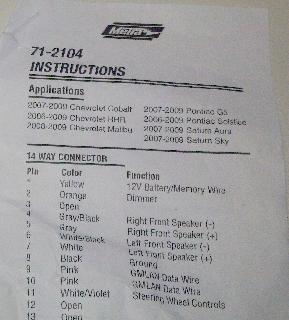 Metra
71-2104
INSTRUCTIONS
Applications
2007-2009 Chevrolet Cobalt 2007-2009 Pontiac G5
2006-2009 Chevrolet HHR 2006-2009 Pontiac Solstice
2008-2009 Chevrolet Malibu 2007-2009 Saturn Aura
2007-2009 Saturn Sky
14 WAY CONNECTOR
Pin Color Function
1 Yellow 12V Battery/Memory Wire
2 Orange Dimmer
3 Open
4 Gray/Black Right Front Speaker (-)
5 Gray Right Front Speaker (+)
6 White/Black Left Front Speaker (-)
7 White Left Front Speaker (+)
8 Black Ground
9 Pink GMLAN Data Wire
10 Pink GMLAN Data Wire
11 White/Violet Steering Wheel Controls
12 Open
13 Open